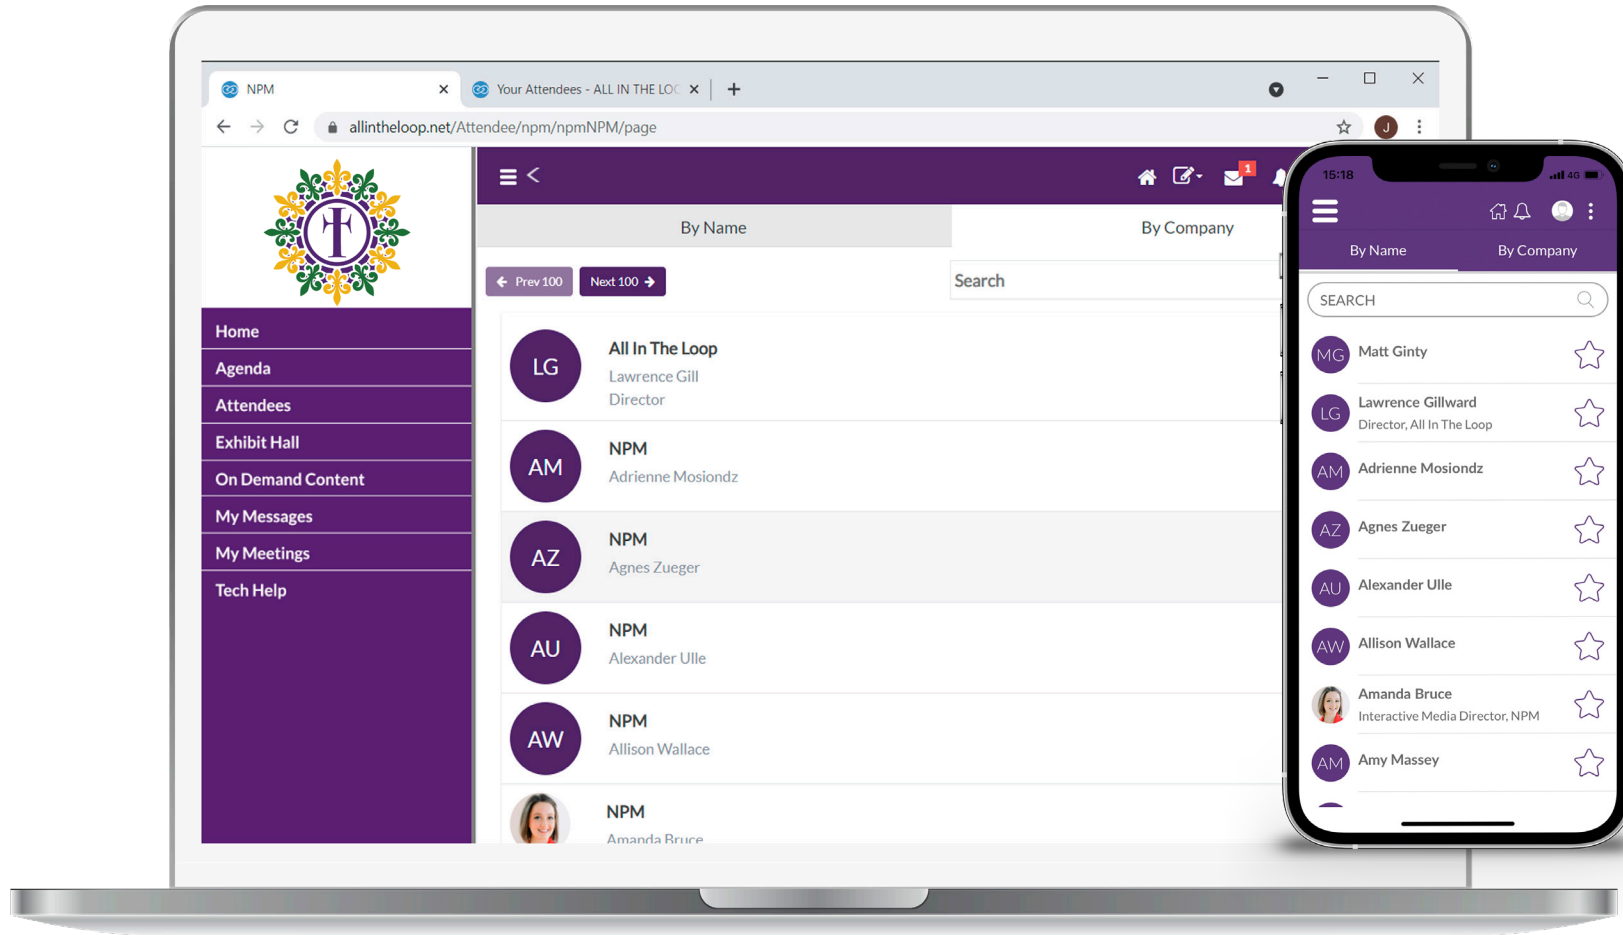 NPM
Your Attendees - ALL IN THE LOC
allintheloop.net/Attendee/npm/npmNPM/page
J
T
Home
Agenda
Attendees
Exhibit Hall
On Demand Content
My Messages
My Meetings
Tech Help
1
By Name
By Company
Prev 100
Next 100
Search
LG
All In The Loop
Lawrence Gill
Director
AM
NPM
Adrienne Mosiondz
AZ
NPM
Agnes Zueger
AU
NPM
Alexander Ulle
AW
NPM
Allison Wallace
NPM
Amanda Bruce
15:18
4G
By Name
By Company
SEARCH
MG
Matt Ginty
LG
Lawrence Gillward
Director, All In The Loop
AM
Adrienne Mosiondz
AZ
Agnes Zueger
AU
Alexander Ulle
AW
Allison Wallace
Amanda Bruce
Interactive Media Director, NPM
AM
Amy Massey